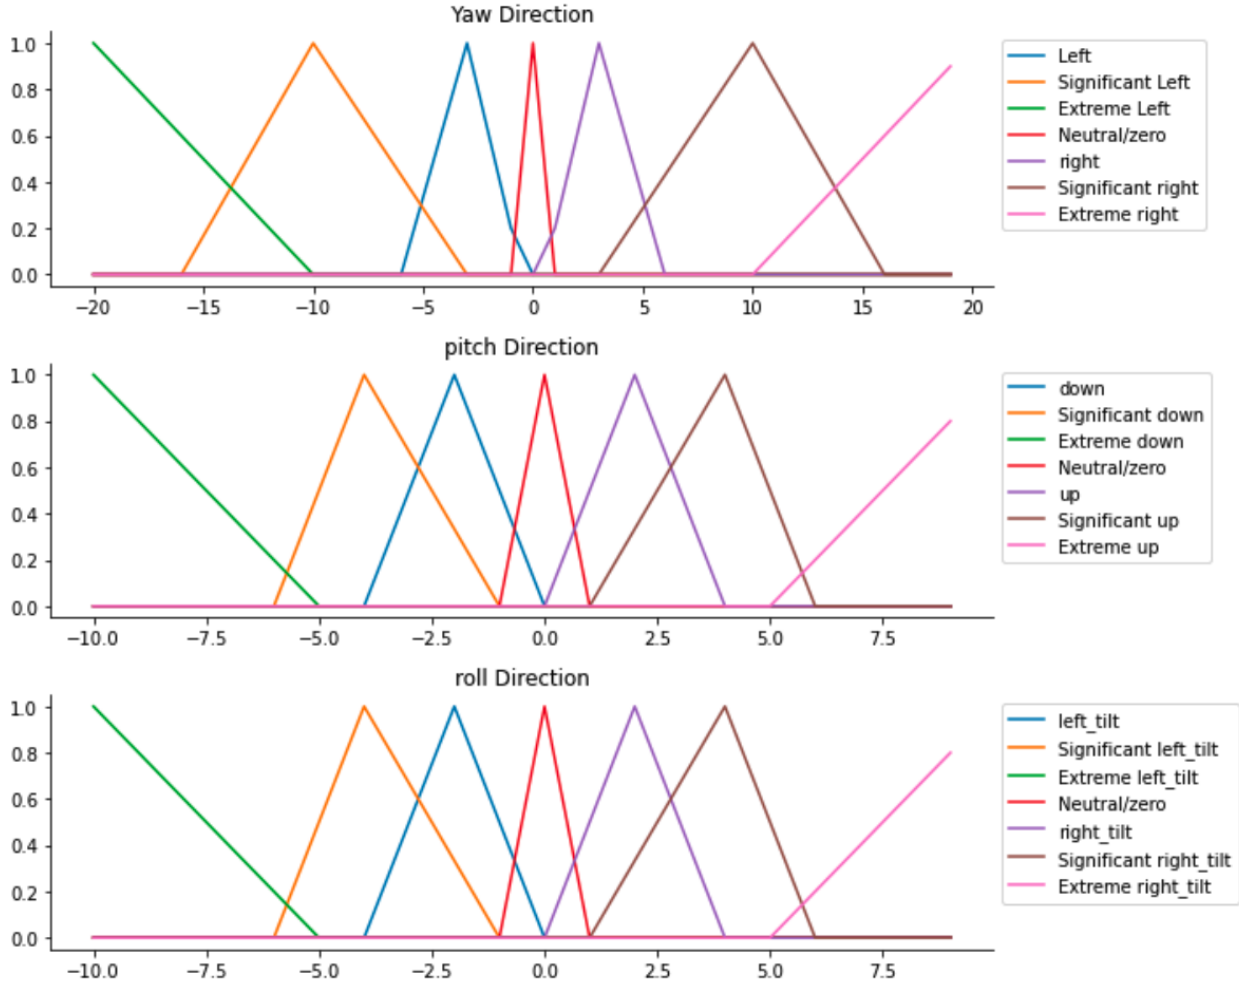 Yaw Direction
1.0
0.8
0.6
0.4
0.2
0.0
−20 −15 −10 −5 0 5 10 15 20
Left
Significant Left
Extreme Left
Neutral/zero
right
Significant right
Extreme right
pitch Direction
1.0
0.8
0.6
0.4
0.2
0.0
−10.0 −7.5 −5.0 −2.5 0.0 2.5 5.0 7.5
down
Significant down
Extreme down
Neutral/zero
up
Significant up
Extreme up
roll Direction
1.0
0.8
0.6
0.4
0.2
0.0
−10.0 −7.5 −5.0 −2.5 0.0 2.5 5.0 7.5
left_tilt
Significant left_tilt
Extreme left_tilt
Neutral/zero
right_tilt
Significant right_tilt
Extreme right_tilt